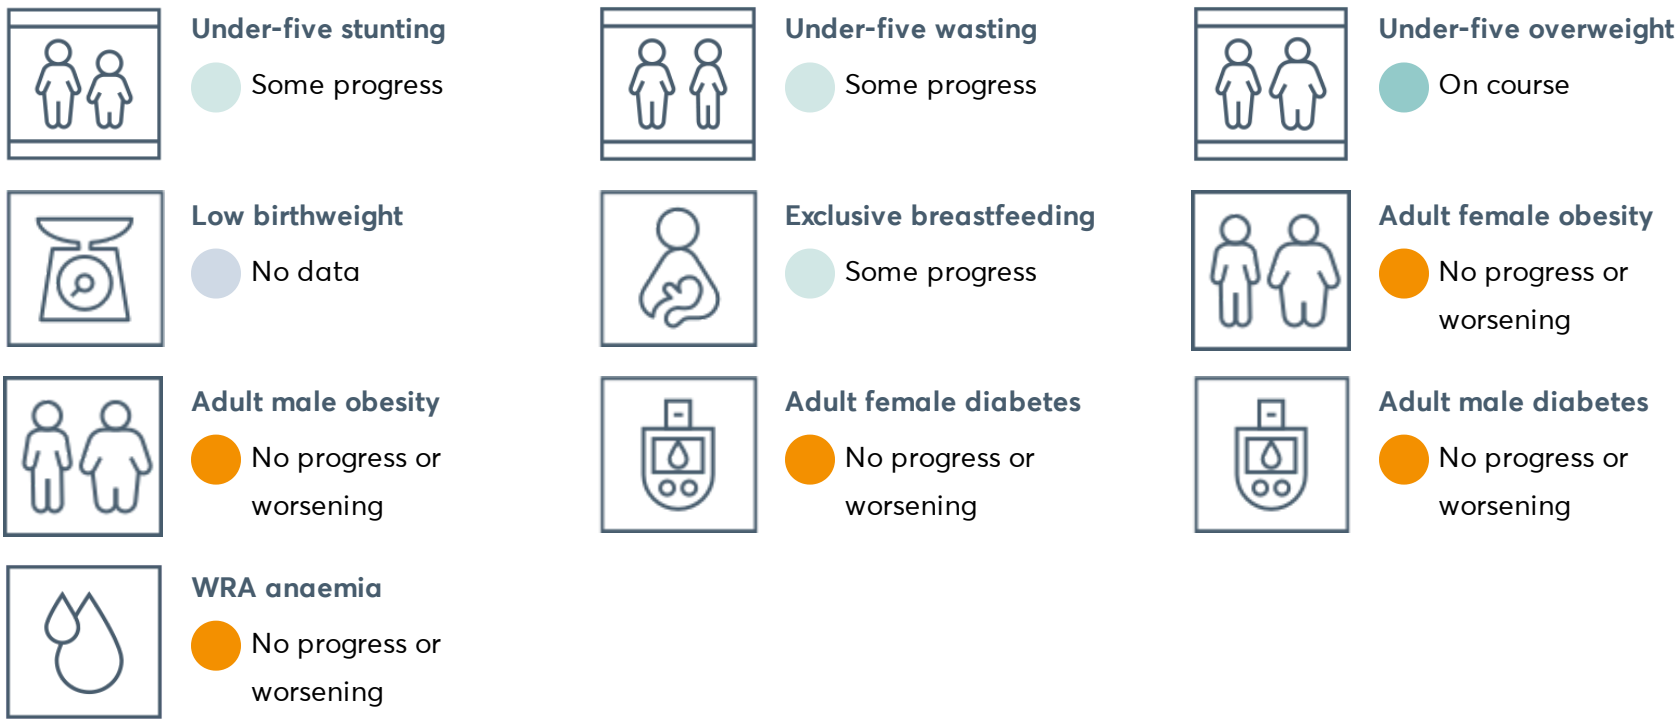 Under-five stunting
Some progress
Under-five wasting
Some progress
Under-five overweight
On course
Low birthweight
No data
Exclusive breastfeeding
Some progress
Adult female obesity
No progress or
worsening
Adult male obesity
No progress or
worsening
Adult female diabetes
No progress or
worsening
Adult male diabetes
No progress or
worsening
WRA anaemia
No progress or
worsening